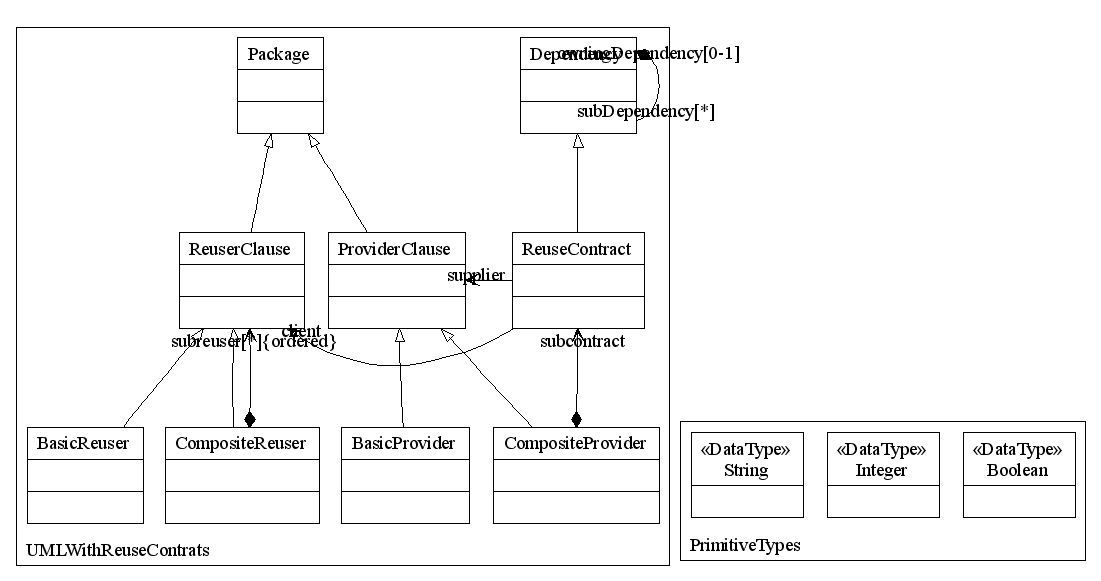 Package
Dependency
owningDependency[0-1]
subDependency[*]
ReuserClause
ProviderClause
ReuseContract
supplier
client
subreuser[*]{ordered}
subcontract
BasicReuser
CompositeReuser
BasicProvider
CompositeProvider
«DataType»
String
«DataType»
Integer
«DataType»
Boolean
UMLWithReuseContrats
PrimitiveTypes